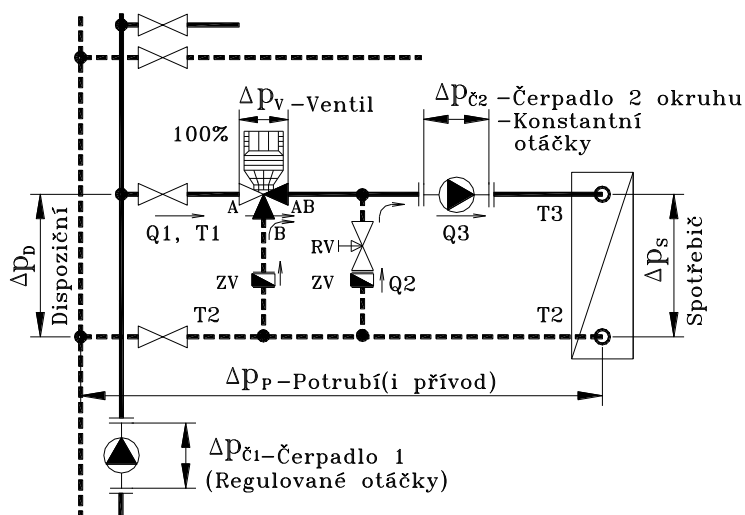 ΔpV-Ventil
100%
ΔpČ2-Čerpadlo 2 okruhu
-Konstantní
otáčky
A
AB
B
Q1, T1
RV
Q3
T3
ΔpD
Dispoziční
ZV
ZV
Q2
T2
T2
ΔpS
Spotřebič
ΔpP-Potrubí(i přívod)
ΔpČ1-Čerpadlo 1
(Regulované otáčky)